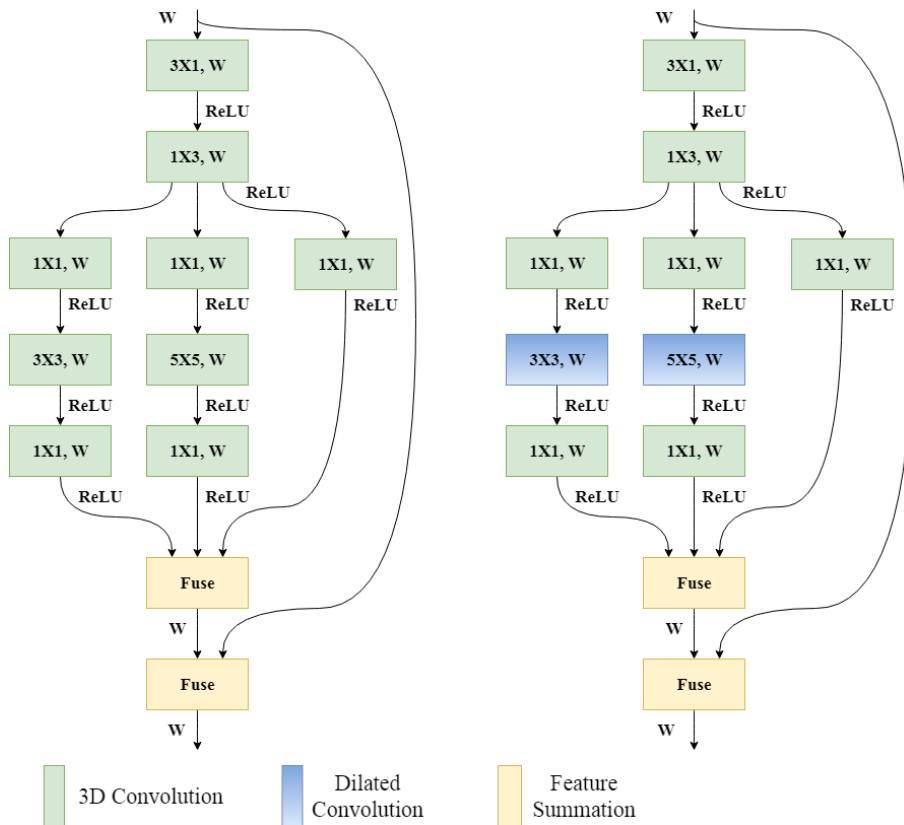 W
3X1, W
ReLU
1X3, W
ReLU
1X1, W
1X1, W
1X1, W
ReLU
ReLU
ReLU
3X3, W
5X5, W
ReLU
ReLU
1X1, W
1X1, W
ReLU
ReLU
Fuse
W
Fuse
W
W
3X1, W
ReLU
1X3, W
ReLU
1X1, W
1X1, W
1X1, W
ReLU
ReLU
ReLU
3X3, W
5X5, W
ReLU
ReLU
1X1, W
1X1, W
ReLU
ReLU
Fuse
W
Fuse
W
3D Convolution
Dilated
Convolution
Feature
Summation